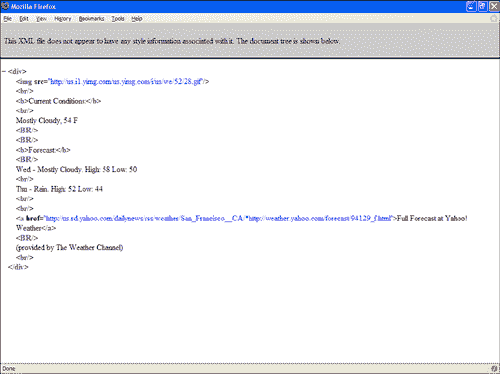 Mozilla Firefox
File Edit View History Bookmarks Tools Help
This XML file does not appear to have any style information associated with it. The document tree is shown below.
− <div>
<img src="http://us.i1.yimg.com/us.yimg.com/i/us/we/52/28.gif"/>
<br/>
<b>Current Conditions:</b>
<br/>
Mostly Cloudy, 54 F
<BR/>
<BR/>
<b>Forecast:</b>
<BR/>
Wed - Mostly Cloudy. High: 58 Low: 50
<br/>
Thu - Rain. High: 52 Low: 44
<br/>
<br/>
<a href="http://us.rd.yahoo.com/dailynews/rss/weather/San_Francisco__CA/*http://weather.yahoo.com/forecast/94129_f.html">Full Forecast at Yahoo!
Weather</a>
<BR/>
(provided by The Weather Channel)
<br/>
</div>
Done